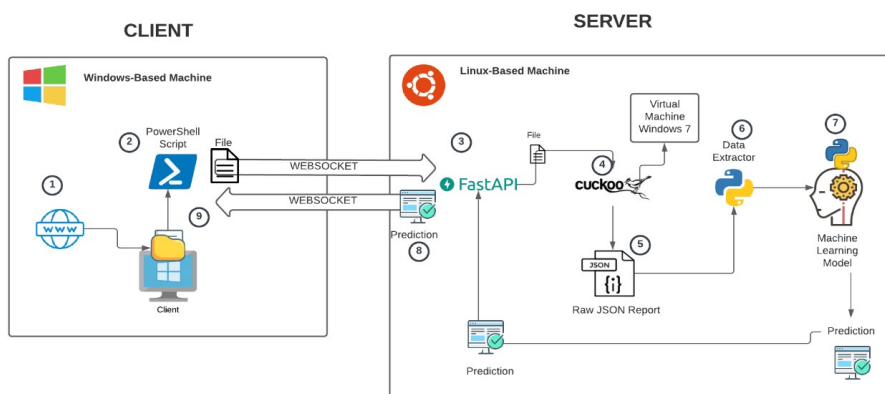 CLIENT
SERVER
Windows-Based Machine
Linux-Based Machine
1
WWW
2
PowerShell
Script
File
WEBSOCKET
WEBSOCKET
9
Client
3
FastAPI
Prediction
8
File
4
cuckoo
Virtual
Machine
Windows 7
5
JSON
{i}
Raw JSON Report
6
Data
Extractor
7
Machine
Learning
Model
Prediction
Prediction